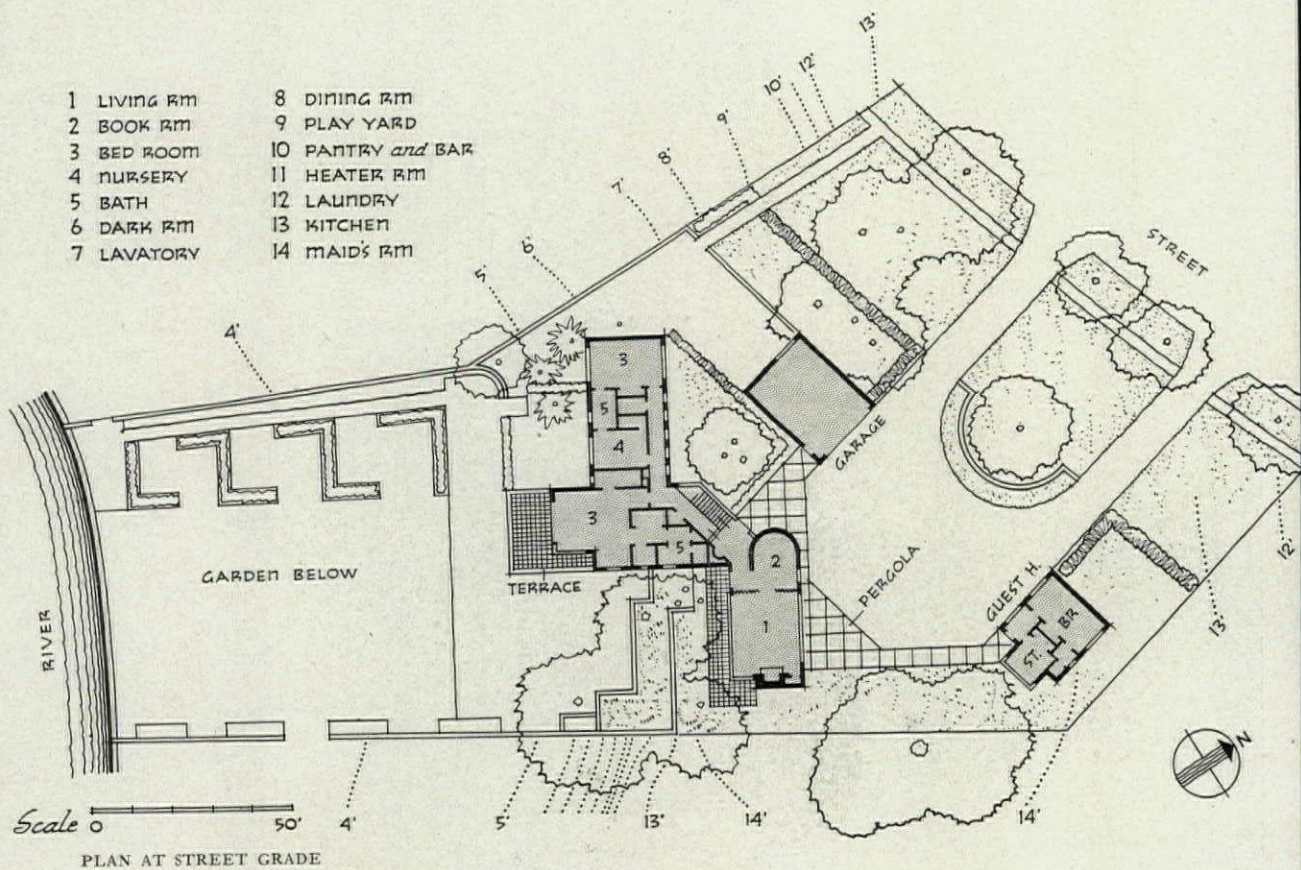 1 LIVING RM
2 BOOK RM
3 BED ROOM
4 NURSERY
5 BATH
6 DARK RM
7 LAVATORY
8 DINING RM
9 PLAY YARD
10 PANTRY and BAR
11 HEATER RM
12 LAUNDRY
13 KITCHEN
14 MAID'S RM
13'
12'
10'
9'
8'
7'
6'
5'
4'
STREET
3
5
4
GARAGE
3
5
2
1
GARDEN BELOW
TERRACE
PERGOLA
GUEST H.
BR
ST.
12'
13'
RIVER
N
Scale 0 50'
4'
5'
13'
14'
14'
PLAN AT STREET GRADE